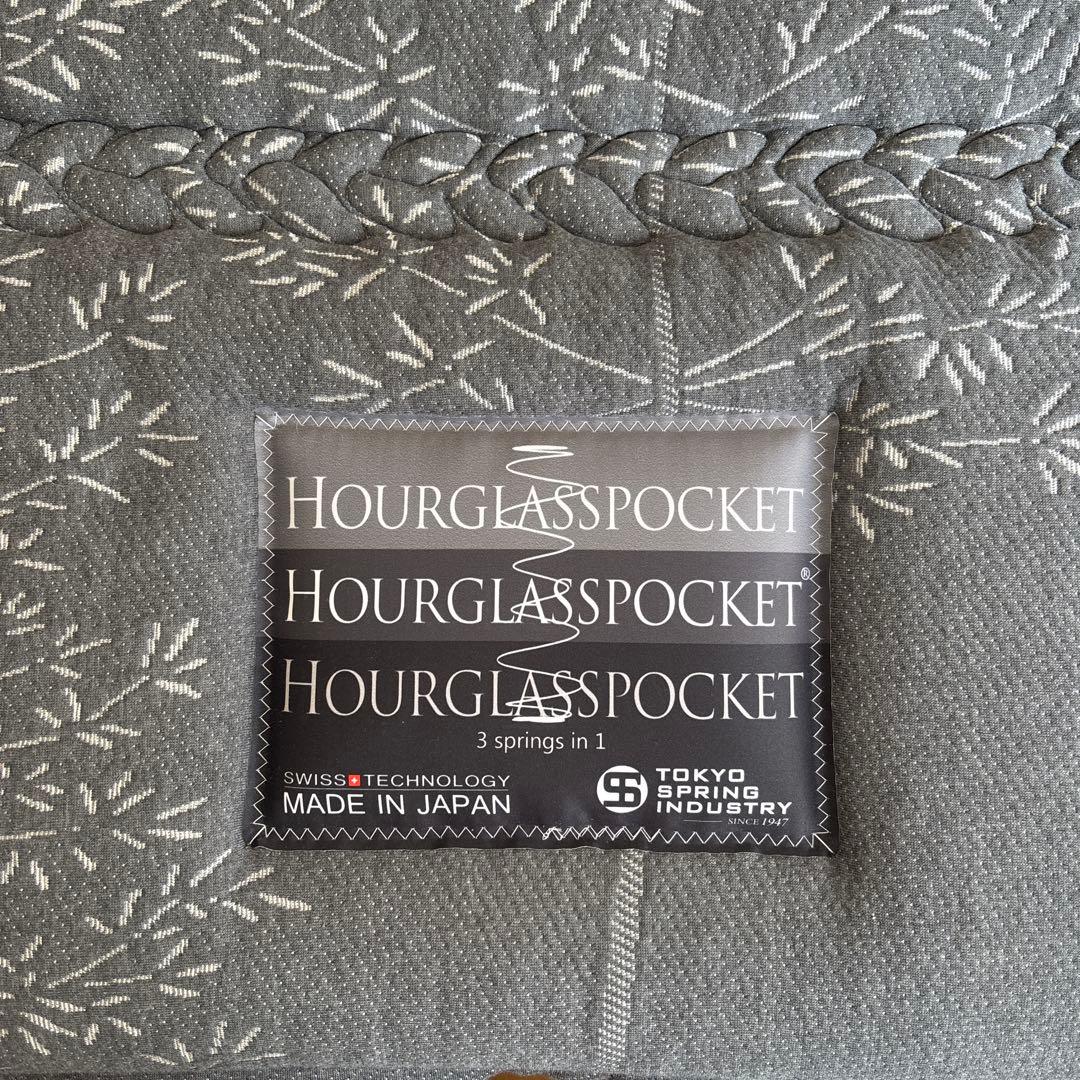 HOURGLASSPOCKET
HOURGLASSPOCKET®
HOURGLASSPOCKET
3 springs in 1
SWISS TECHNOLOGY
MADE IN JAPAN
TOKYO
SPRING
INDUSTRY
SINCE 1947